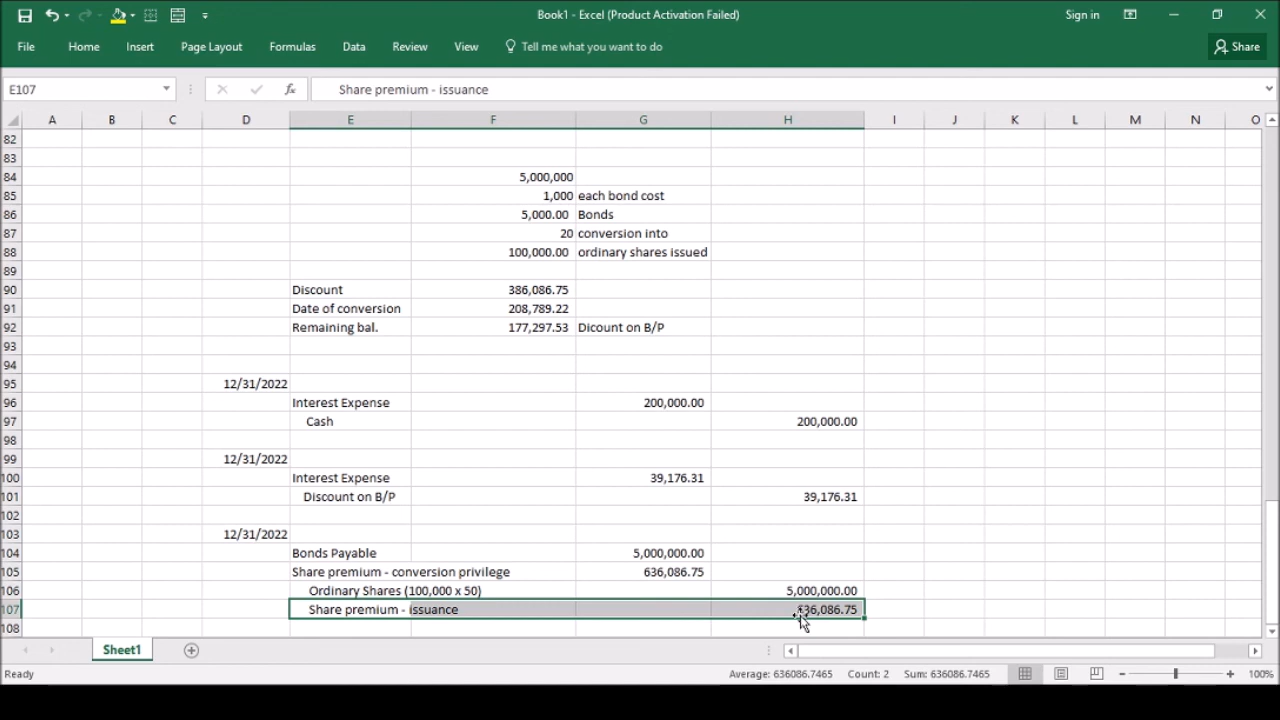 Book1 - Excel (Product Activation Failed)
Sign in
File Home Insert Page Layout Formulas Data Review View Tell me what you want to do Share
E107 fx Share premium - issuance
A B C D E F G H I J K L M N O
82
83
84 5,000,000
85 1,000 each bond cost
86 5,000.00 Bonds
87 20 conversion into
88 100,000.00 ordinary shares issued
89
90 Discount 386,086.75
91 Date of conversion 208,789.22
92 Remaining bal. 177,297.53 Dicount on B/P
93
94
95 12/31/2022
96 Interest Expense 200,000.00
97 Cash 200,000.00
98
99 12/31/2022
100 Interest Expense 39,176.31
101 Discount on B/P 39,176.31
102
103 12/31/2022
104 Bonds Payable 5,000,000.00
105 Share premium - conversion privilege 636,086.75
106 Ordinary Shares (100,000 x 50) 5,000,000.00
107 Share premium - issuance 636,086.75
108
Sheet1
Ready Average: 636086.7465 Count: 2 Sum: 636086.7465 100%